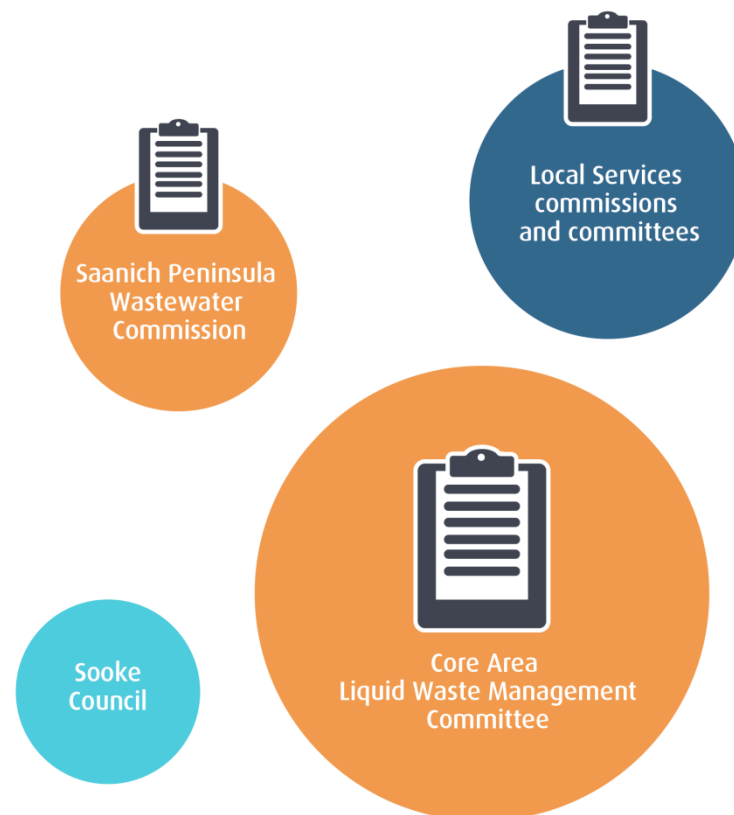 Local Services
commissions
and committees
Saanich Peninsula
Wastewater
Commission
Core Area
Liquid Waste Management
Committee
Sooke
Council